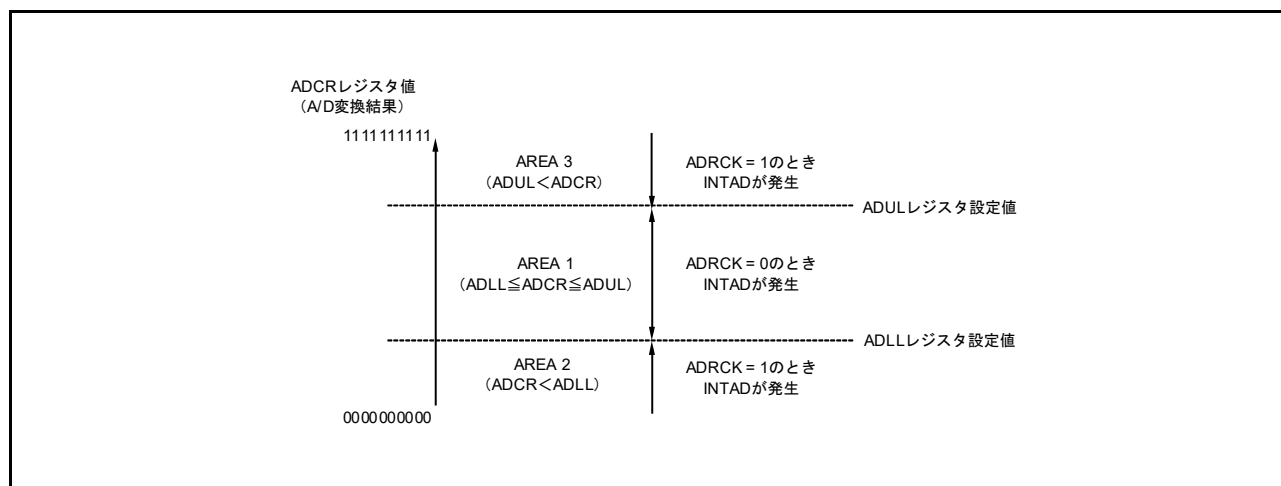 ADCRレジスタ値
（A/D変換結果）
1111111111
AREA 3
（ADUL＜ADCR）
ADRCK = 1のとき
INTADが発生
ADULレジスタ設定値
AREA 1
（ADLL≦ADCR≦ADUL）
ADRCK = 0のとき
INTADが発生
ADLLレジスタ設定値
AREA 2
（ADCR＜ADLL）
ADRCK = 1のとき
INTADが発生
0000000000